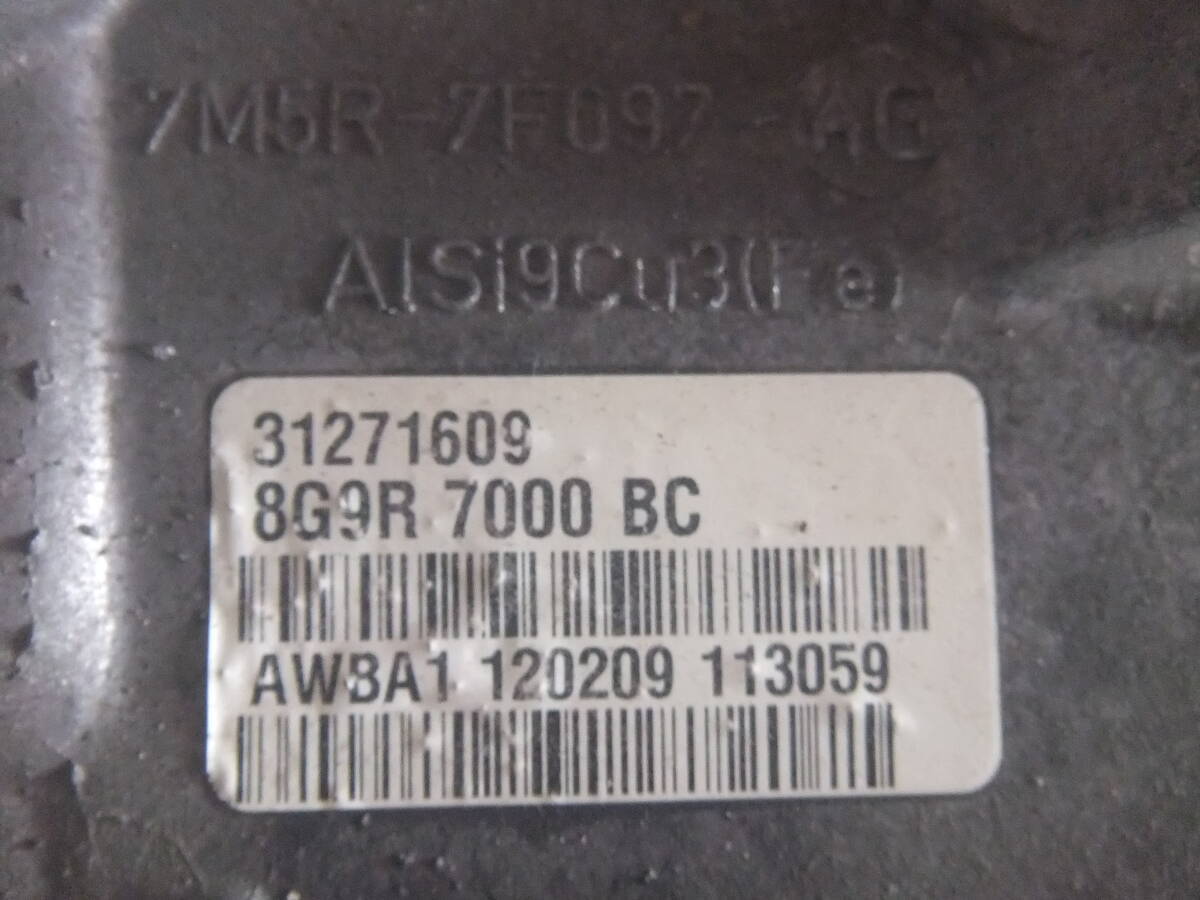 7M5R-7F097-AG
AlSi9Cu3(Fe)
31271609
8G9R 7000 BC
AWBA1 120209 113059